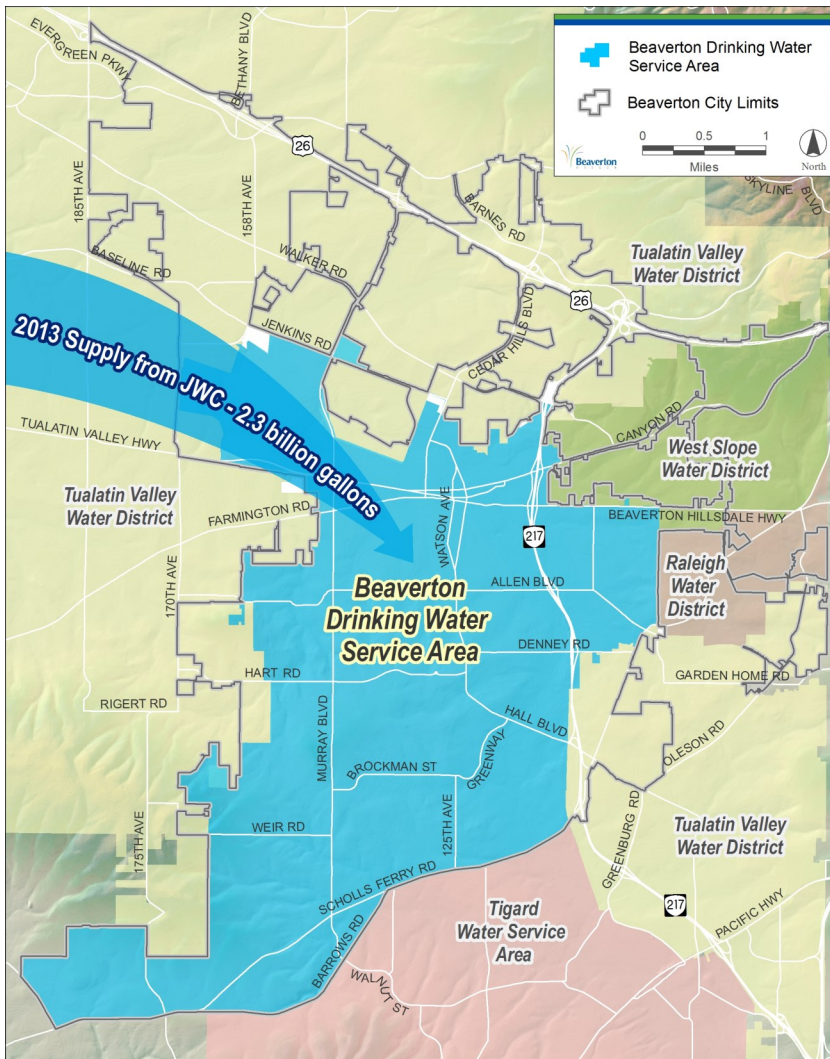 Beaverton Drinking Water
Service Area
Beaverton City Limits
0 0.5 1
Miles
North
Beaverton
EVERGREEN PKWY
BETHANY BLVD
26
SKYLINE BLVD
185TH AVE
158TH AVE
BARNES RD
WALKER RD
BASELINE RD
Tualatin Valley
Water District
26
CEDAR HILLS BLVD
JENKINS RD
2013 Supply from JWC - 2.3 billion gallons
TUALATIN VALLEY HWY
CANYON RD
West Slope
Water District
Tualatin Valley
Water District
FARMINGTON RD
WATSON AVE
217
BEAVERTON HILLSDALE HWY
Raleigh
Water
District
170TH AVE
ALLEN BLVD
Beaverton
Drinking Water
Service Area
DENNEY RD
HART RD
GARDEN HOME RD
RIGERT RD
MURRAY BLVD
HALL BLVD
OLESON RD
BROCKMAN ST
GREENWAY
175TH AVE
WEIR RD
125TH AVE
GREENBURG RD
Tualatin Valley
Water District
SCHOLLS FERRY RD
217
PACIFIC HWY
BARROWS RD
Tigard
Water Service
Area
WALNUT ST